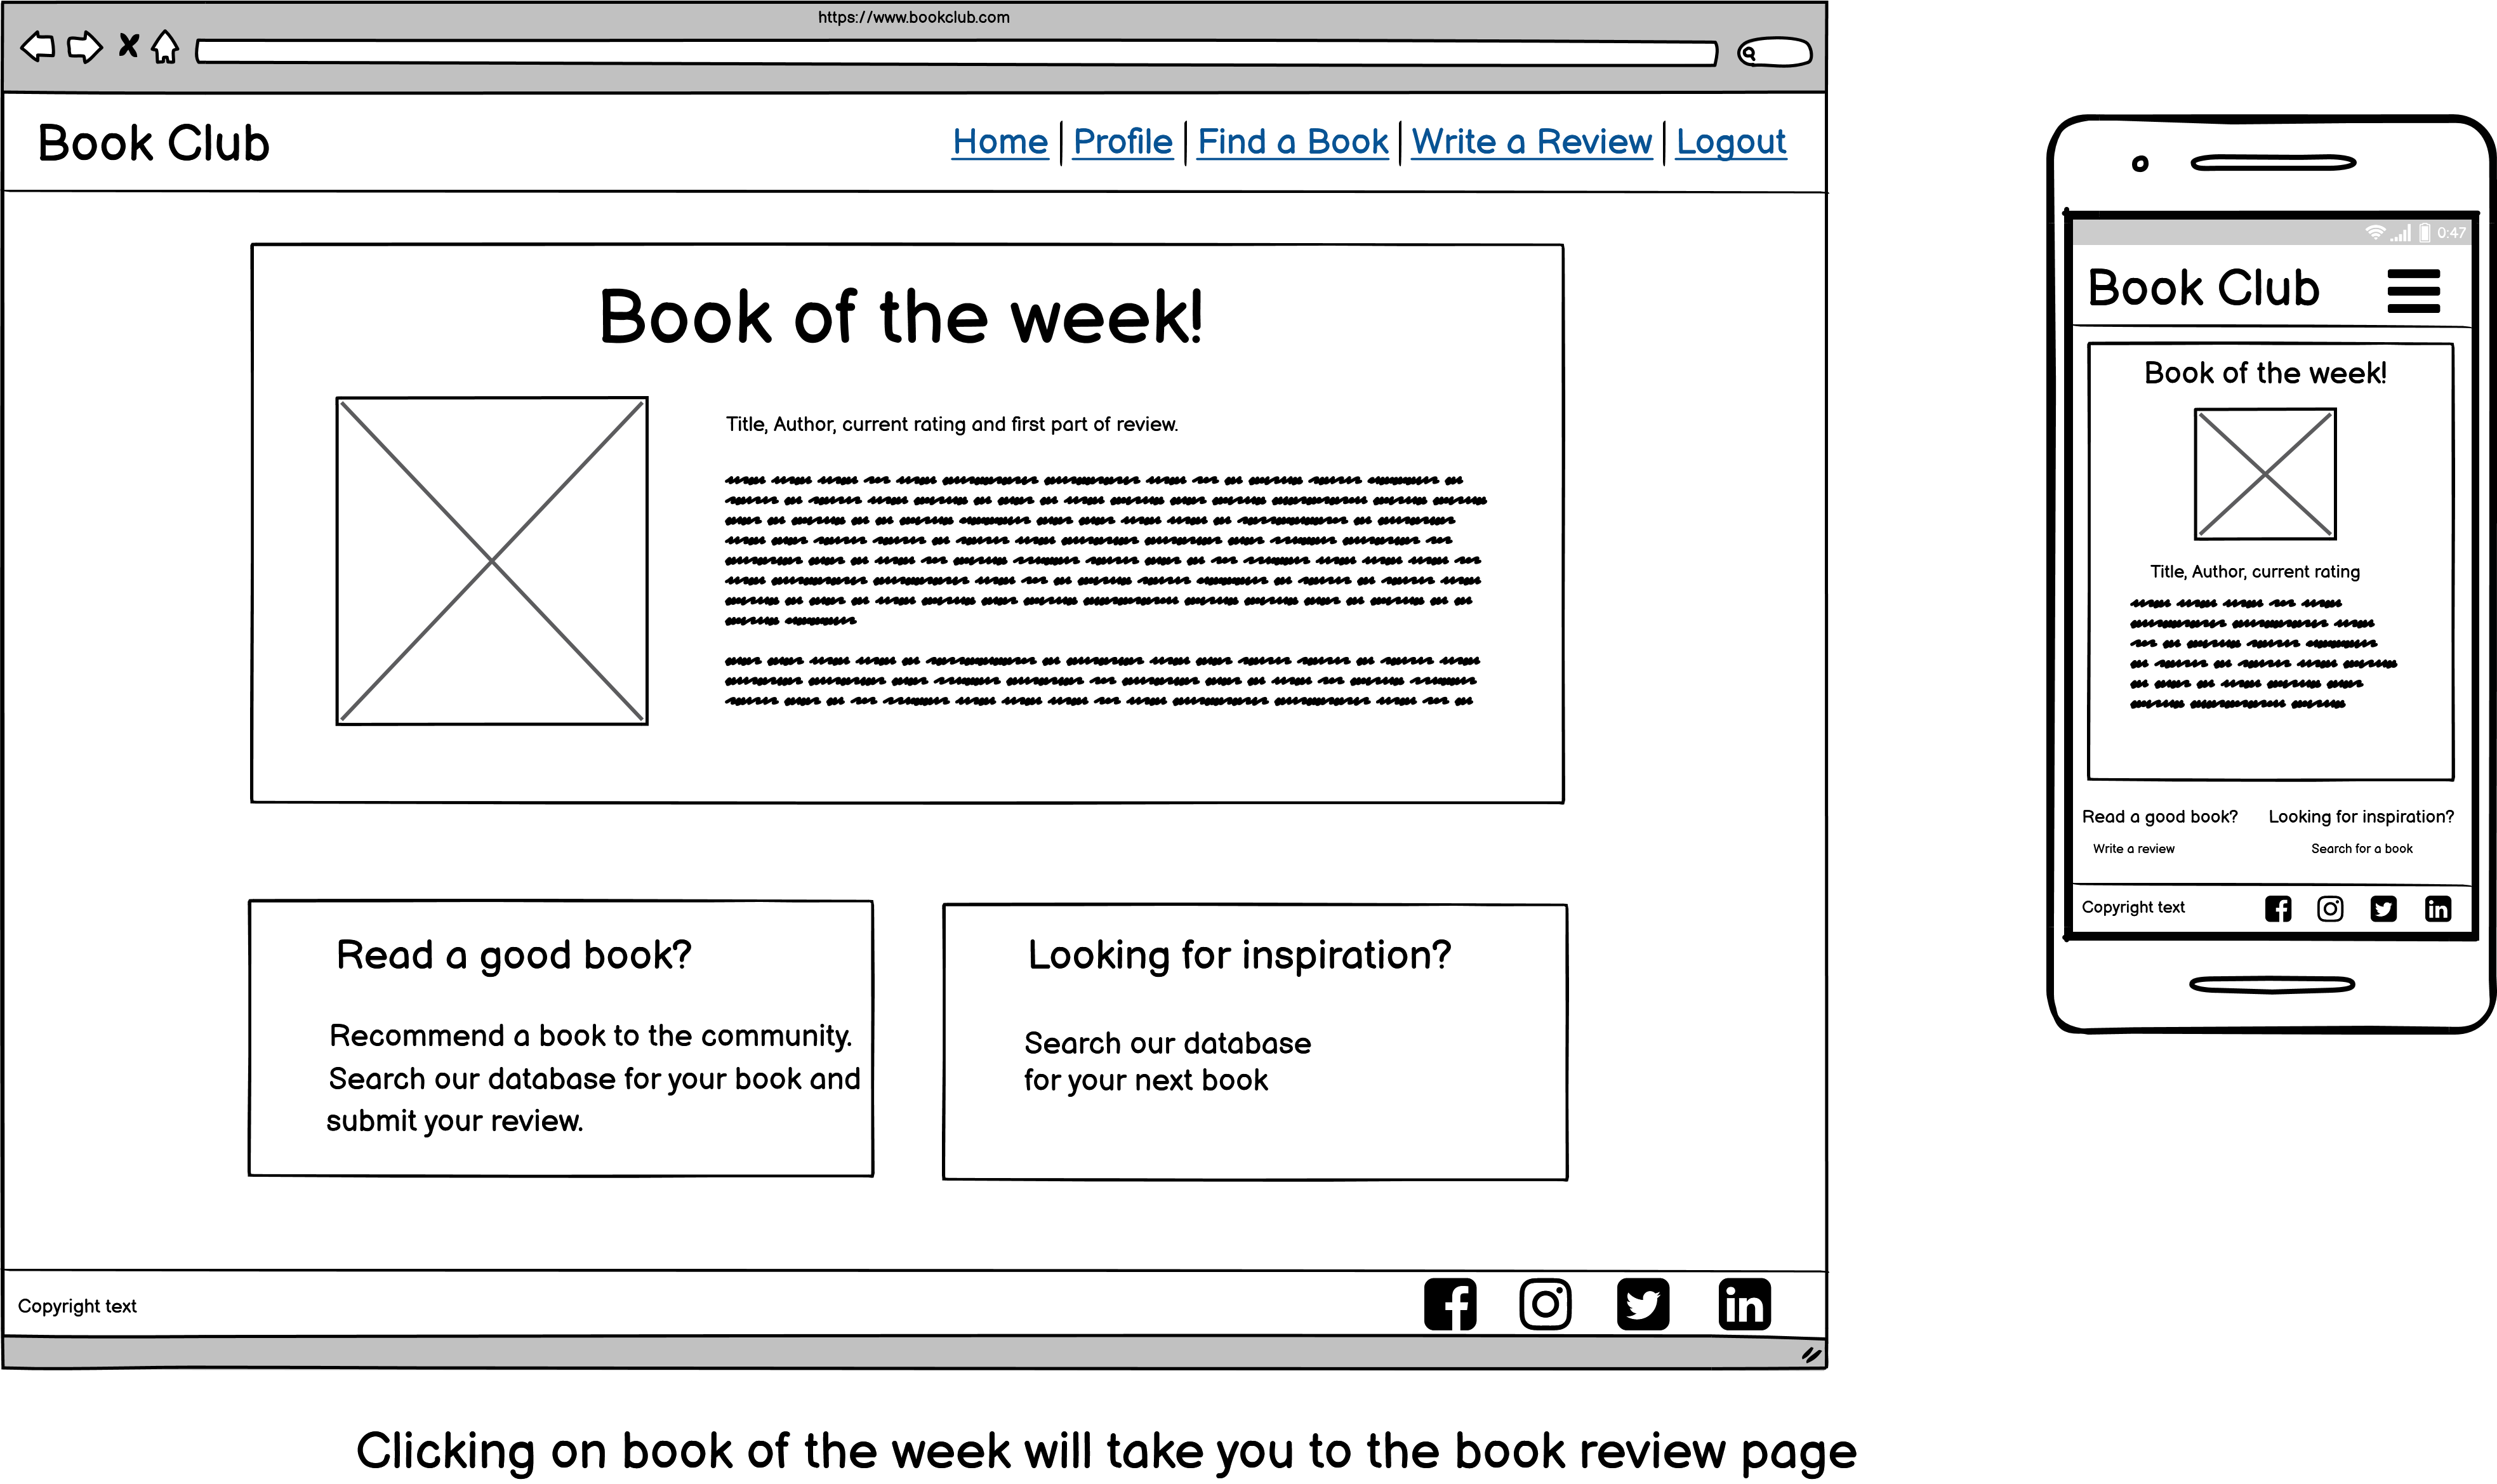 https://www.bookclub.com
Book Club
Home | Profile | Find a Book | Write a Review | Logout
Book of the week!
Title, Author, current rating and first part of review.
Read a good book?
Recommend a book to the community.
Search our database for your book and
submit your review.
Looking for inspiration?
Search our database
for your next book
Copyright text
0:47
Book Club
Book of the week!
Title, Author, current rating
Read a good book?
Write a review
Looking for inspiration?
Search for a book
Copyright text
Clicking on book of the week will take you to the book review page